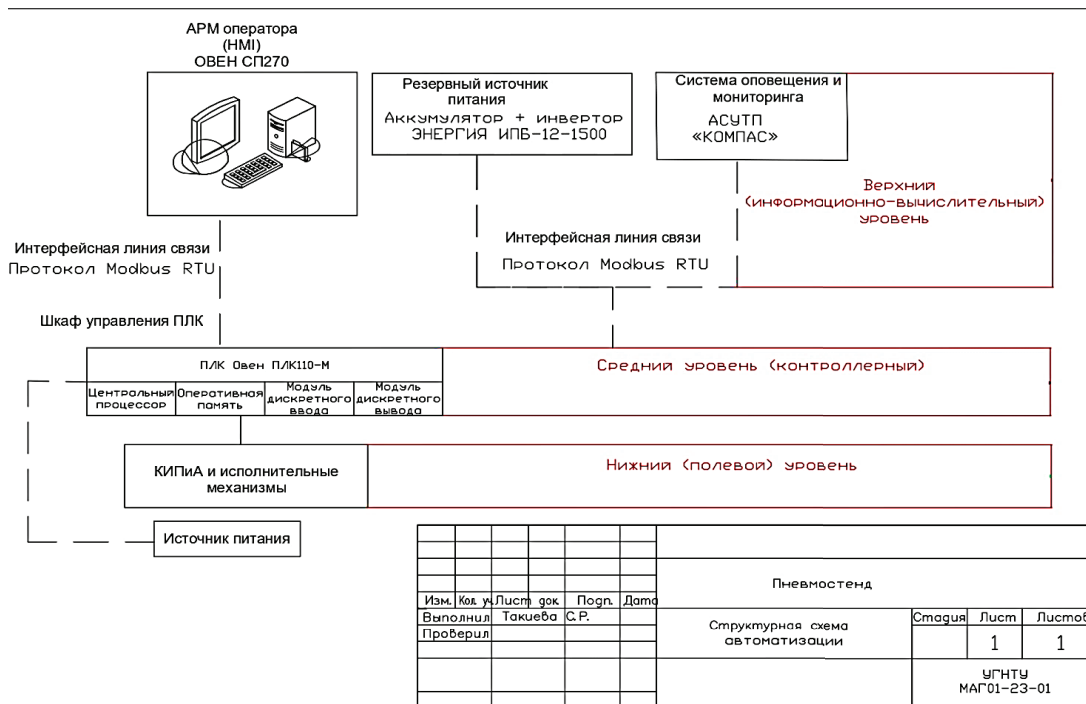 АРМ оператора
(HMI)
ОВЕН СП270
Резервный источник
питания
Аккумулятор + инвертор
ЭНЕРГИЯ ИПБ-12-1500
Система оповещения и
мониторинга
АСУТП
«КОМПАС»
Верхний
(информационно-вычислительный)
уровень
Интерфейсная линия связи
Протокол Modbus RTU
Интерфейсная линия связи
Протокол Modbus RTU
Шкаф управления ПЛК
ПЛК Овен ПЛК110-М
Центральный
процессор
Оперативная
память
Модуль
дискретного
ввода
Модуль
дискретного
вывода
Средний уровень (контроллерный)
КИПиА и исполнительные
механизмы
Нижний (полевой) уровень
Источник питания
Пневмостенд
Изм. Кол. уч Лист док. Подп. Дата
Выполнил Такиева С.Р.
Проверил
Структурная схема
автоматизации
Стадия Лист Листов
1 1
УГНТУ
МАГ01-23-01